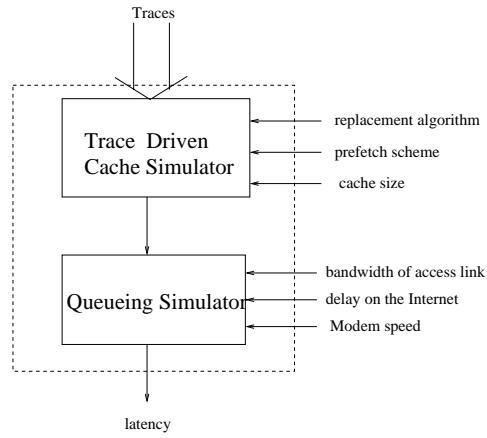 Traces
Trace Driven
Cache Simulator
replacement algorithm
prefetch scheme
cache size
Queueing Simulator
bandwidth of access link
delay on the Internet
Modem speed
latency